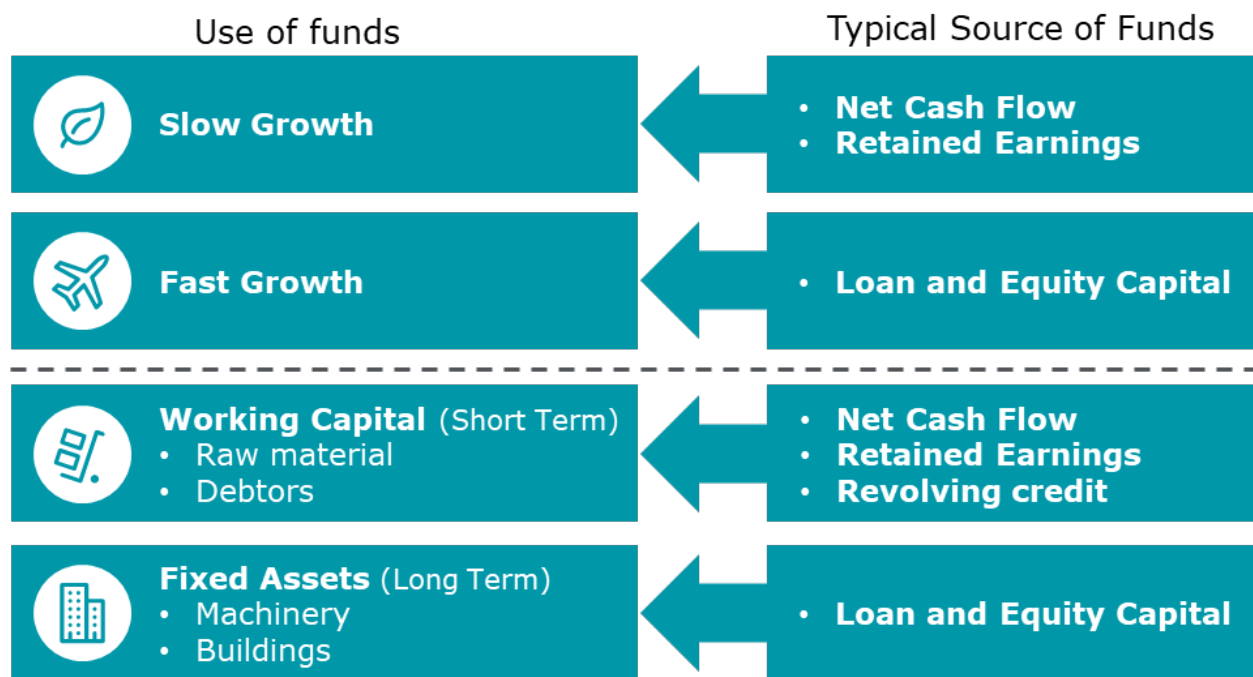 Use of funds
Typical Source of Funds
Slow Growth
• Net Cash Flow
• Retained Earnings
Fast Growth
• Loan and Equity Capital
Working Capital (Short Term)
• Raw material
• Debtors
• Net Cash Flow
• Retained Earnings
• Revolving credit
Fixed Assets (Long Term)
• Machinery
• Buildings
• Loan and Equity Capital